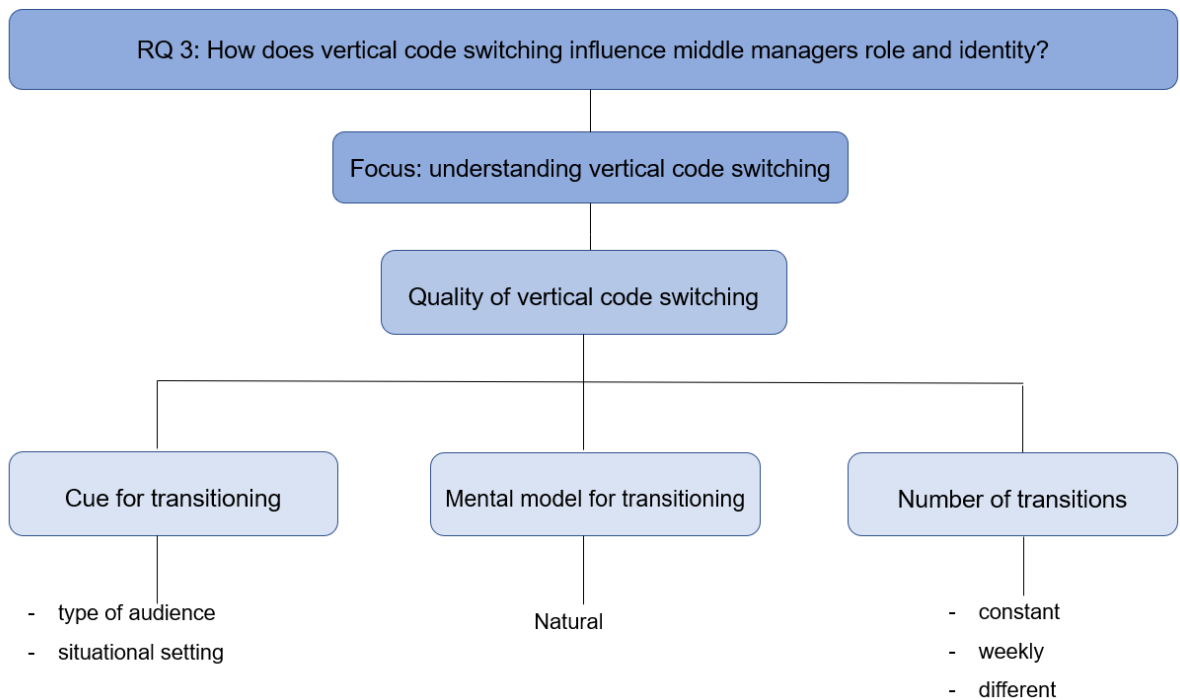 RQ 3: How does vertical code switching influence middle managers role and identity?
Focus: understanding vertical code switching
Quality of vertical code switching
Cue for transitioning
Mental model for transitioning
Number of transitions
- type of audience
- situational setting
Natural
- constant
- weekly
- different